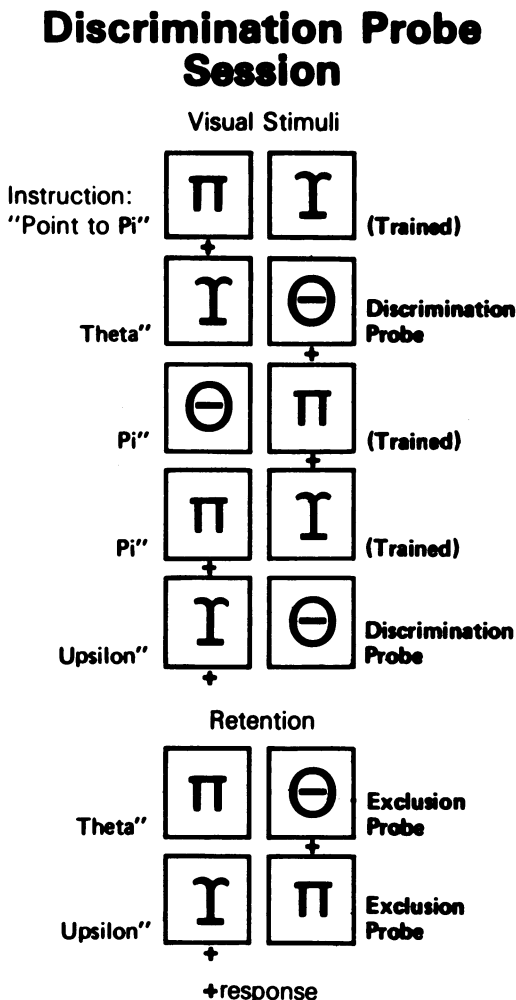 Discrimination Probe
Session
Visual Stimuli
Instruction:
"Point to Pi"
Π ϒ
(Trained)
+
Theta"
ϒ Θ
Discrimination
Probe
+
Pi"
Θ Π
(Trained)
+
Pi"
Π ϒ
(Trained)
+
Upsilon"
ϒ Θ
Discrimination
Probe
+
Retention
Theta"
Π Θ
Exclusion
Probe
+
Upsilon"
ϒ Π
Exclusion
Probe
+
+response